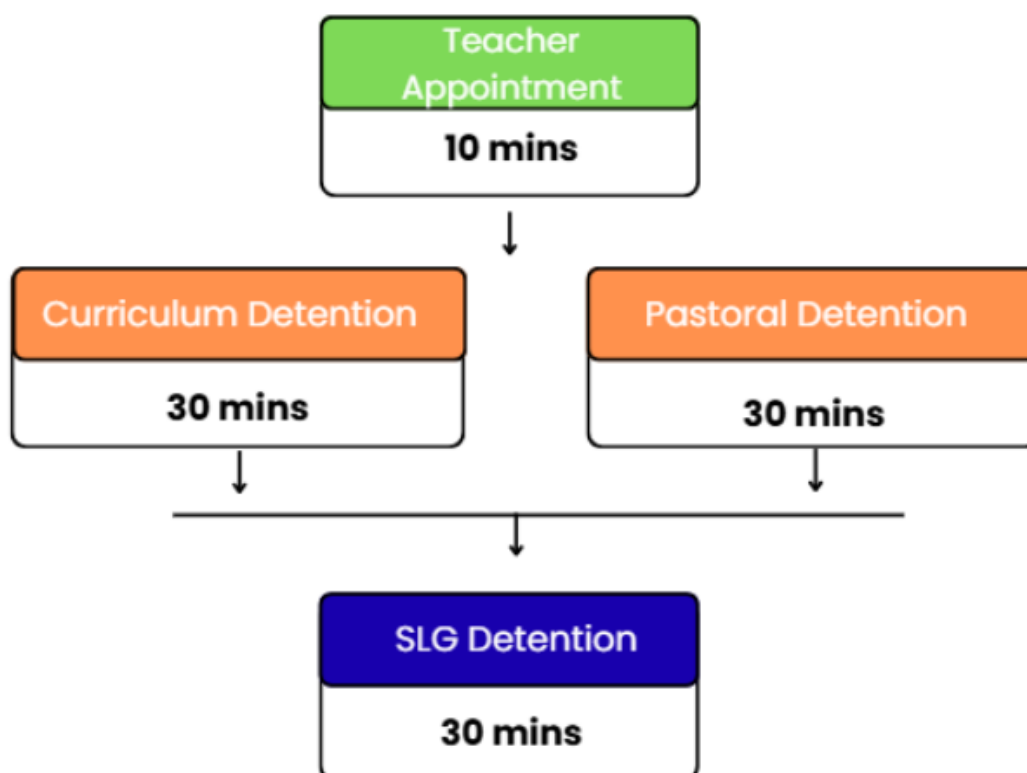 Teacher
Appointment
10 mins
Curriculum Detention
Pastoral Detention
30 mins
30 mins
SLG Detention
30 mins